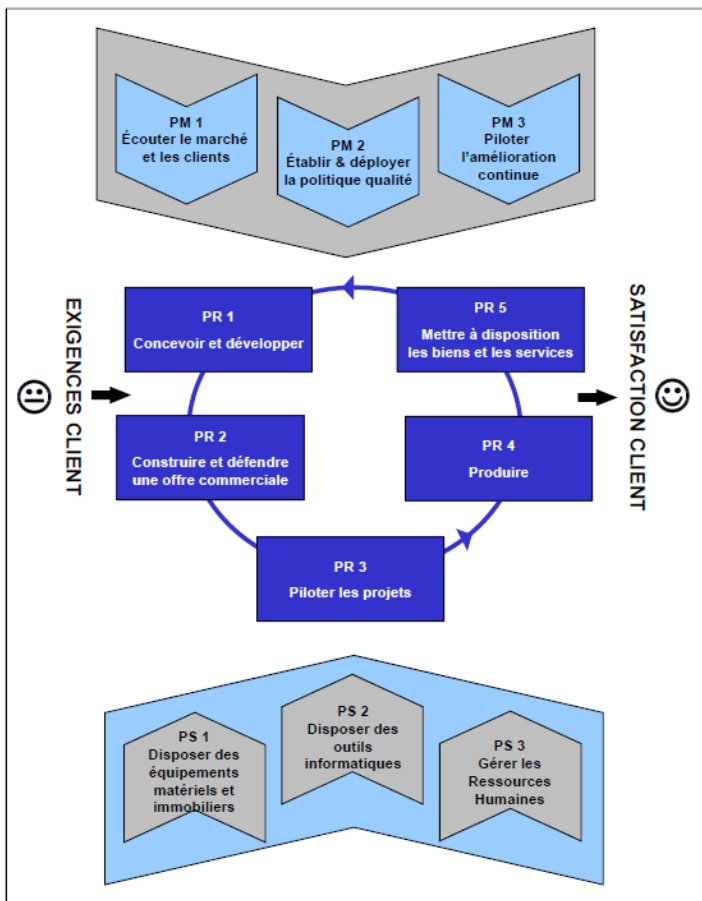 PM 1
Écouter le marché
et les clients
PM 2
Établir & déployer
la politique qualité
PM 3
Piloter
l'amélioration
continue
EXIGENCES CLIENT
PR 1
Concevoir et développer
PR 2
Construire et défendre
une offre commerciale
PR 3
Piloter les projets
PR 4
Produire
PR 5
Mettre à disposition
les biens et les services
SATISFACTION CLIENT
PS 1
Disposer des
équipements
matériels et
immobiliers
PS 2
Disposer des
outils
informatiques
PS 3
Gérer les
Ressources
Humaines